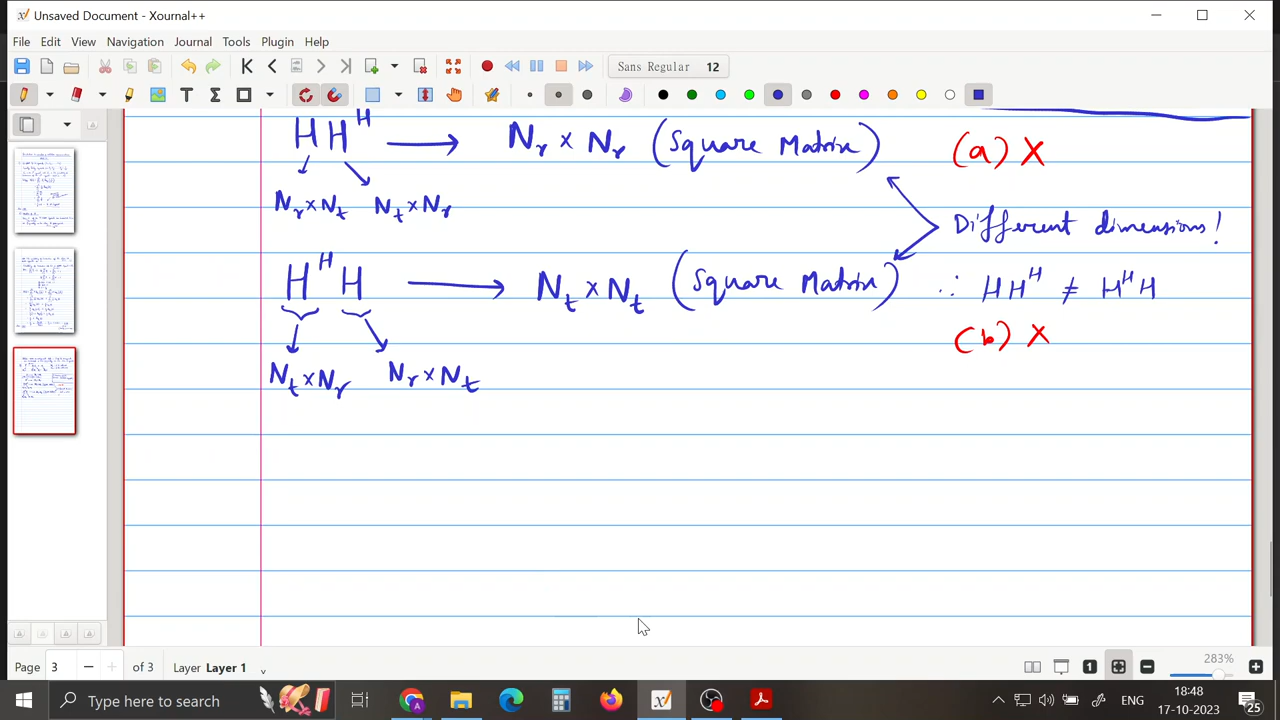 Unsaved Document - Xournal++
File Edit View Navigation Journal Tools Plugin Help
Sans Regular 12
H H^H → N_r × N_r (Square Matrix) (a) X
N_r×N_t N_t×N_r
Different dimensions!
H^H H → N_t × N_t (Square Matrix) ∴ HH^H ≠ H^H H
(b) X
N_t×N_r N_r×N_t
Page 3 of 3 Layer Layer 1 283%
Type here to search
ENG
18:48
17-10-2023
25